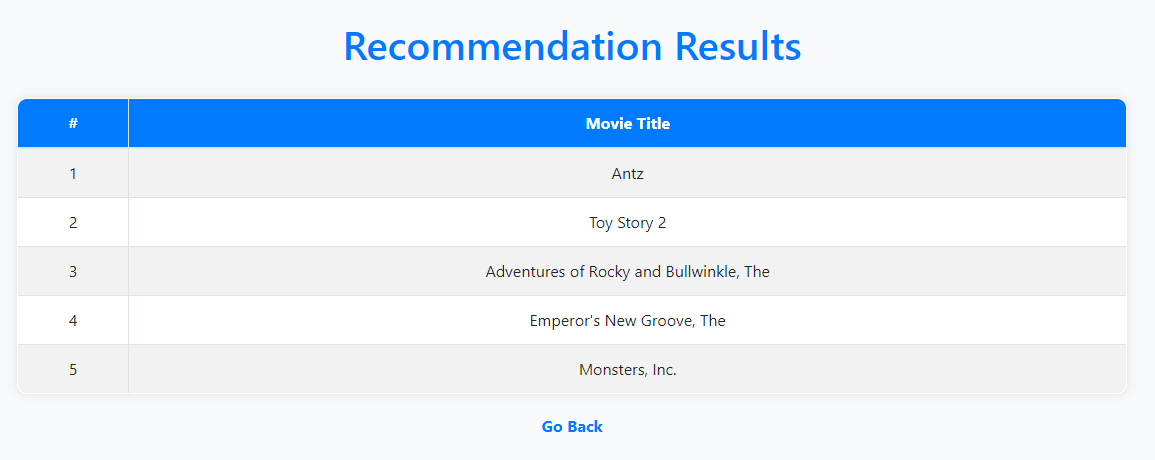 Recommendation Results
# Movie Title
1 Antz
2 Toy Story 2
3 Adventures of Rocky and Bullwinkle, The
4 Emperor's New Groove, The
5 Monsters, Inc.
Go Back